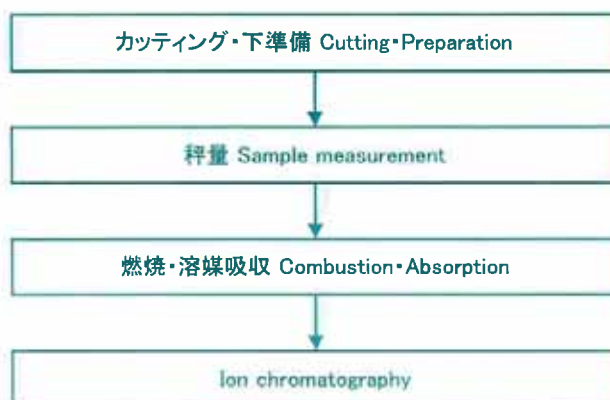 カッティング・下準備 Cutting・Preparation
秤量 Sample measurement
燃焼・溶媒吸収 Combustion・Absorption
Ion chromatography